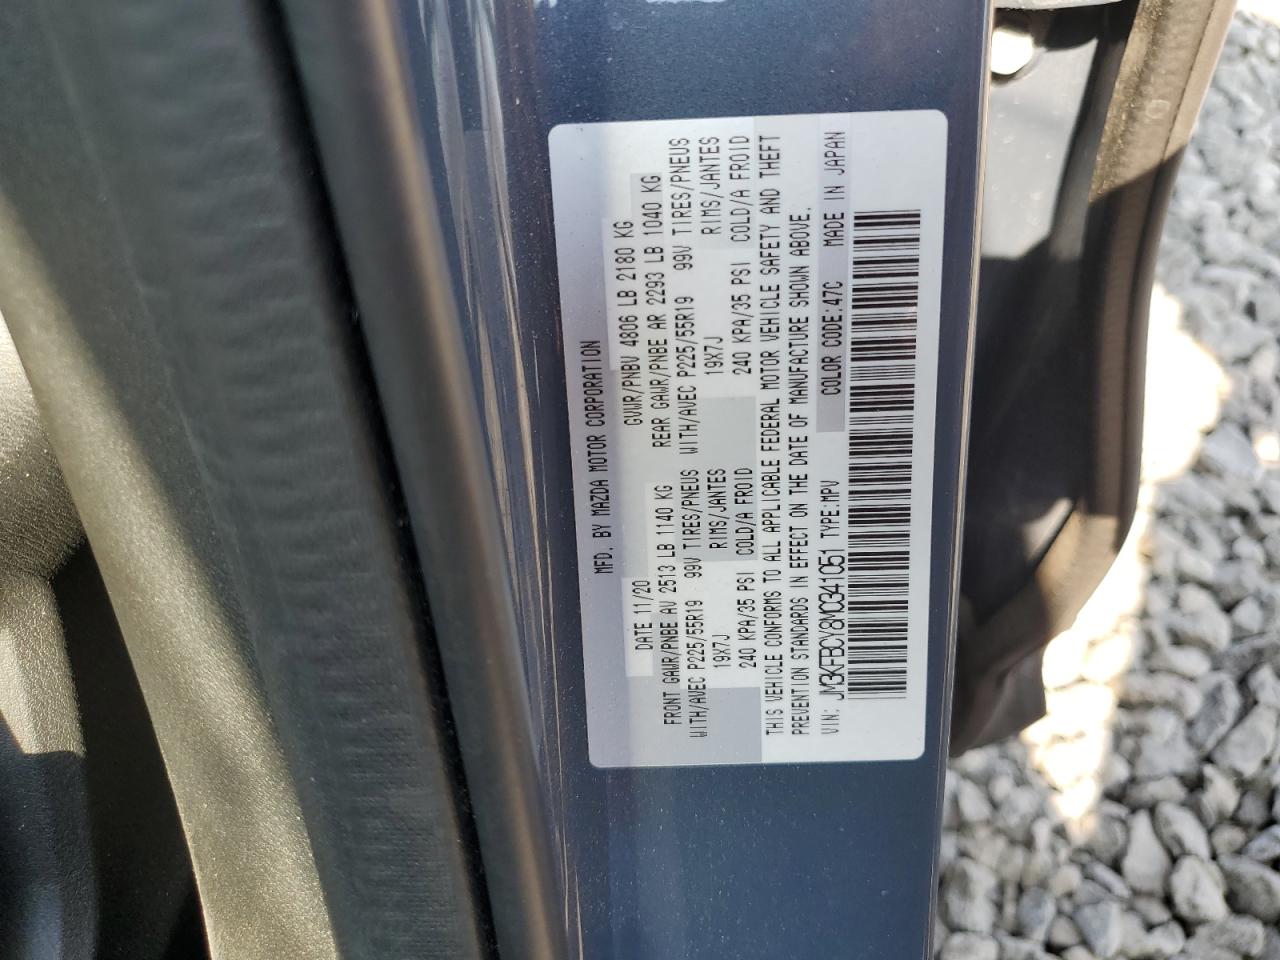 MFD. BY MAZDA MOTOR CORPORATION
DATE 11/20 GVWR/PNBV 4806 LB 2180 KG
FRONT GAWR/PNBE AV 2513 LB 1140 KG REAR GAWR/PNBE AR 2293 LB 1040 KG
WITH/AVEC P225/55R19 99V TIRES/PNEUS WITH/AVEC P225/55R19 99V TIRES/PNEUS
19X7J RIMS/JANTES 19X7J RIMS/JANTES
240 KPA/35 PSI COLD/A FROID 240 KPA/35 PSI COLD/A FROID
THIS VEHICLE CONFORMS TO ALL APPLICABLE FEDERAL MOTOR VEHICLE SAFETY AND THEFT
PREVENTION STANDARDS IN EFFECT ON THE DATE OF MANUFACTURE SHOWN ABOVE.
VIN: JM3KFBCY8M0341051 TYPE:MPV COLOR CODE:47C MADE IN JAPAN